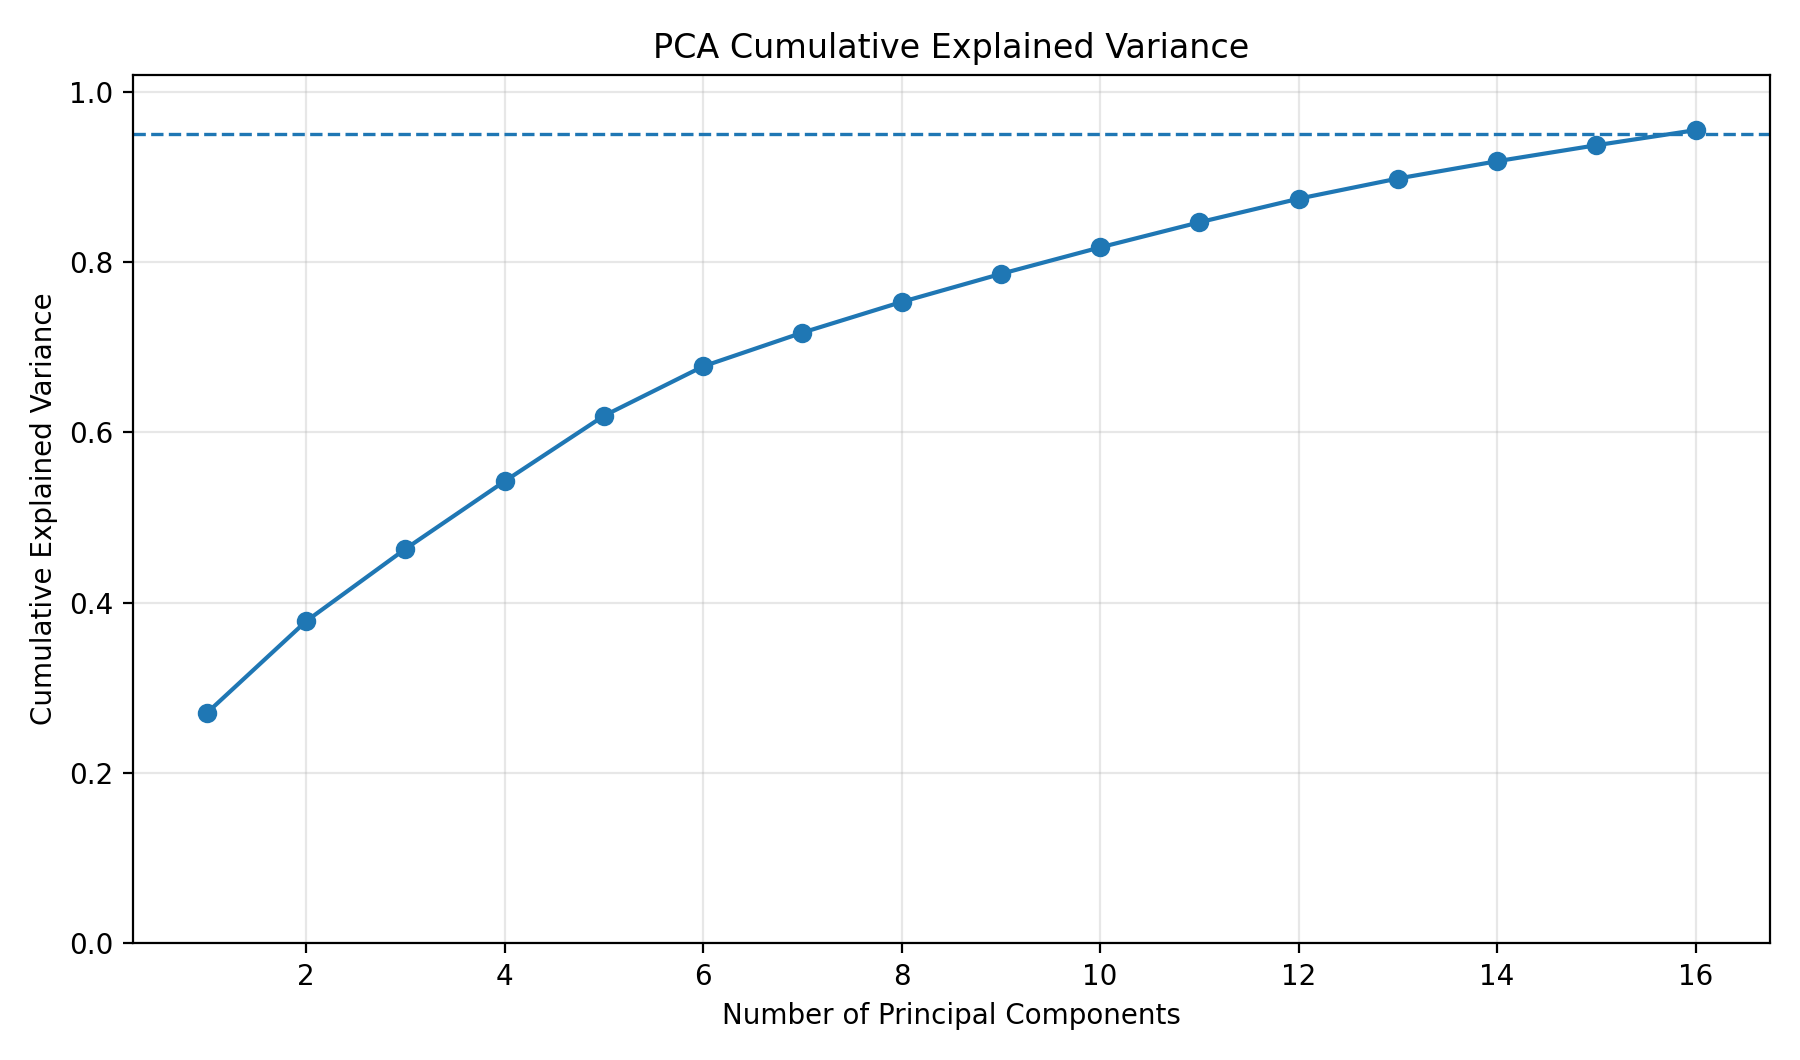 PCA Cumulative Explained Variance
1.0
0.8
0.6
0.4
0.2
0.0
Cumulative Explained Variance
2 4 6 8 10 12 14 16
Number of Principal Components